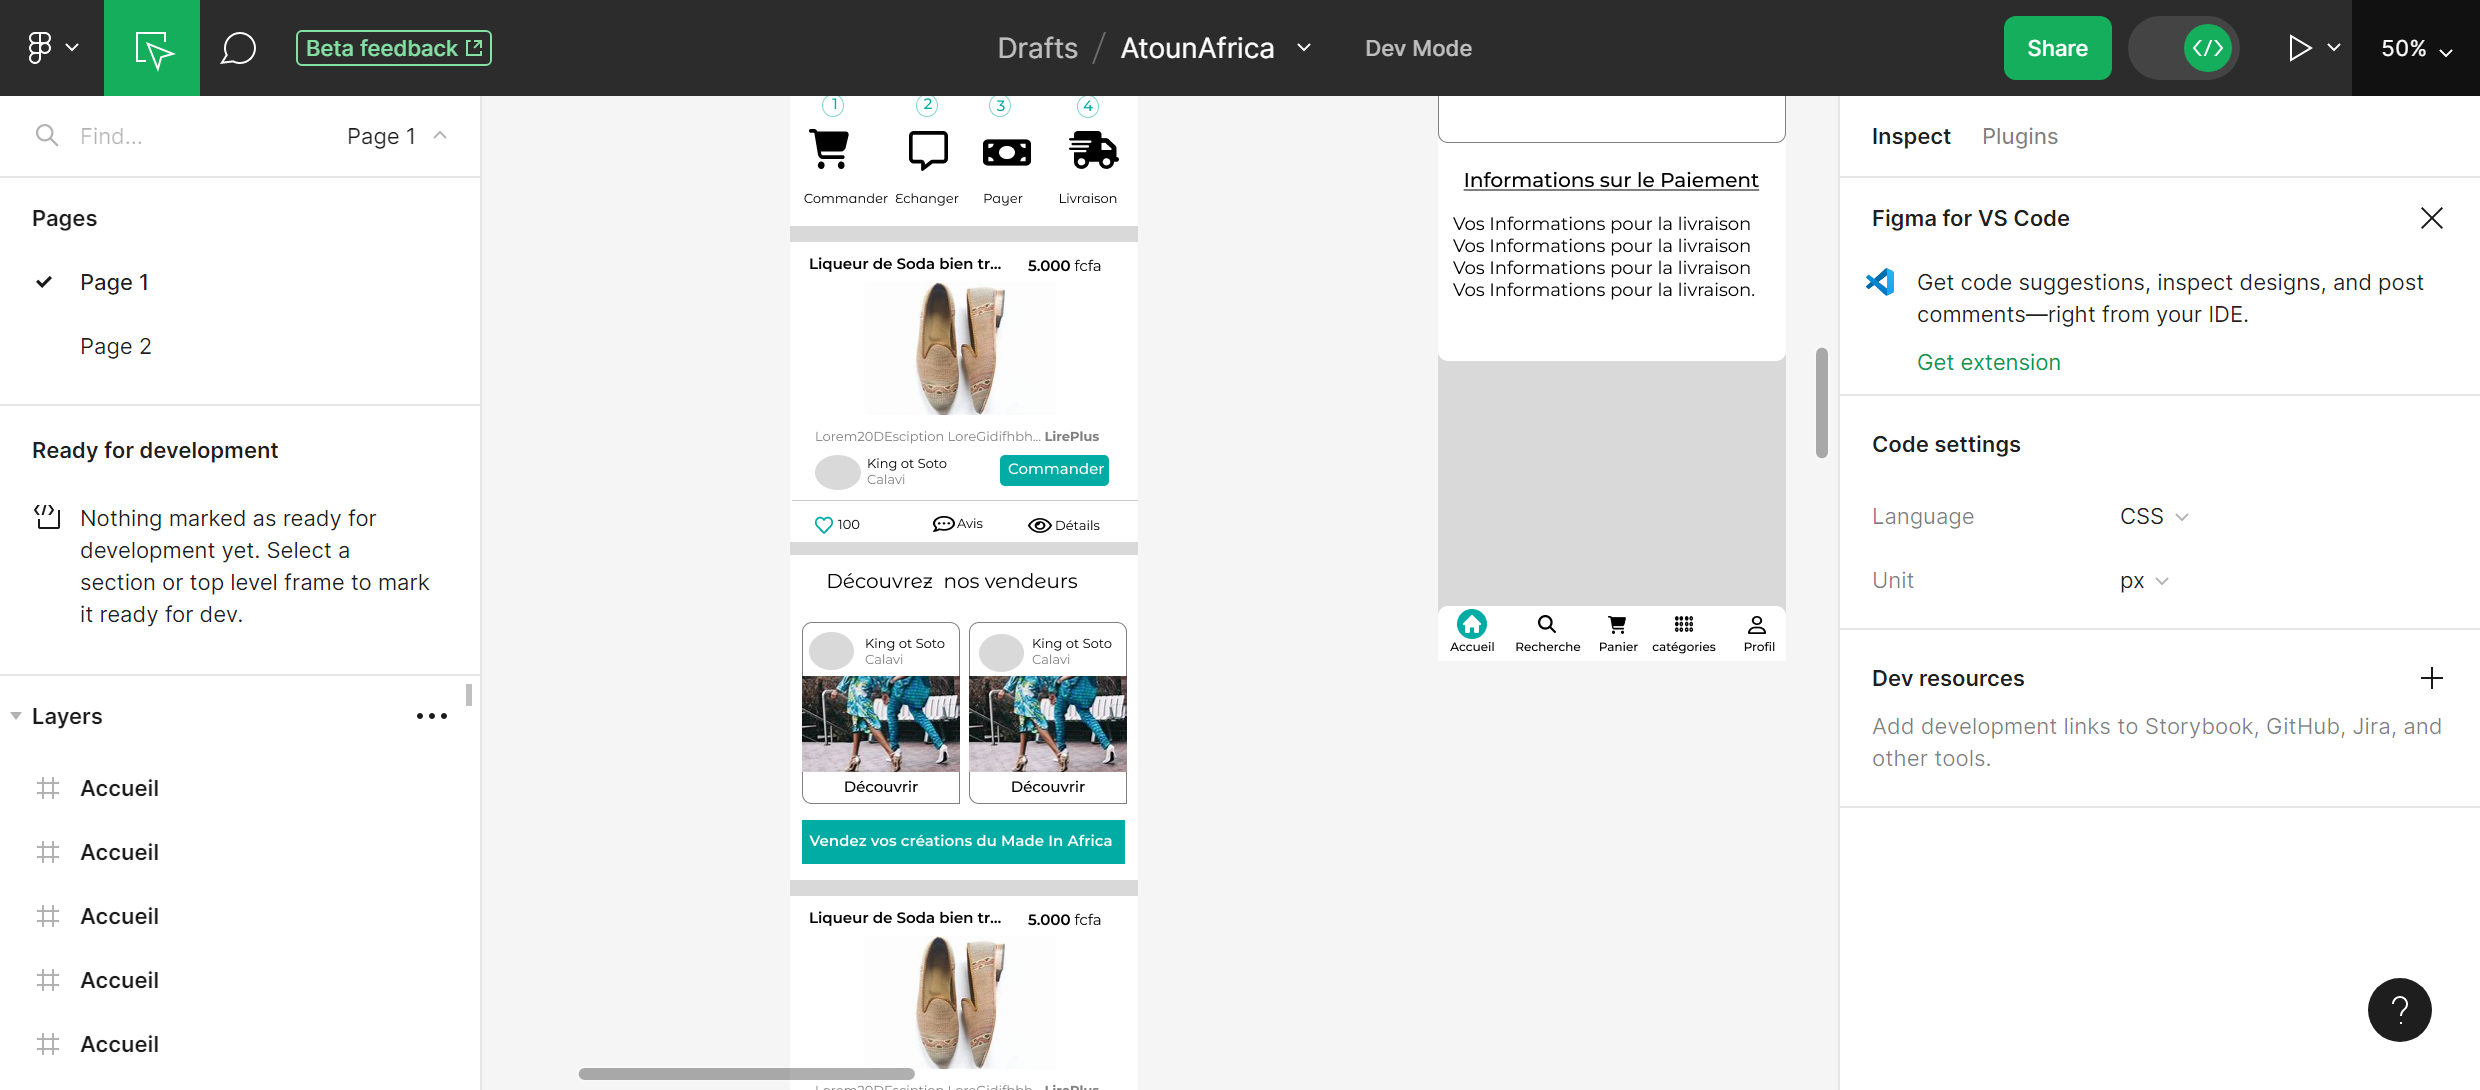 Beta feedback
Drafts / AtounAfrica
Dev Mode
Share
50%
Find...
Page 1
Pages
Page 1
Page 2
Ready for development
Nothing marked as ready for
development yet. Select a
section or top level frame to mark
it ready for dev.
Layers
Accueil
Accueil
Accueil
Accueil
Accueil
1 2 3 4
Commander Echanger Payer Livraison
Liqueur de Soda bien tr... 5.000 fcfa
Lorem20DEsciption LoreGidifhbh... LirePlus
King ot Soto
Calavi
Commander
100 Avis Détails
Découvrez nos vendeurs
King ot Soto
Calavi
Découvrir
King ot Soto
Calavi
Découvrir
Vendez vos créations du Made In Africa
Liqueur de Soda bien tr... 5.000 fcfa
Lorem20DEsciption LoreGidifhbh... LirePlus
Informations sur le Paiement
Vos Informations pour la livraison
Vos Informations pour la livraison
Vos Informations pour la livraison
Vos Informations pour la livraison.
Accueil Recherche Panier catégories Profil
Inspect Plugins
Figma for VS Code
Get code suggestions, inspect designs, and post
comments—right from your IDE.
Get extension
Code settings
Language CSS
Unit px
Dev resources
Add development links to Storybook, GitHub, Jira, and
other tools.
?